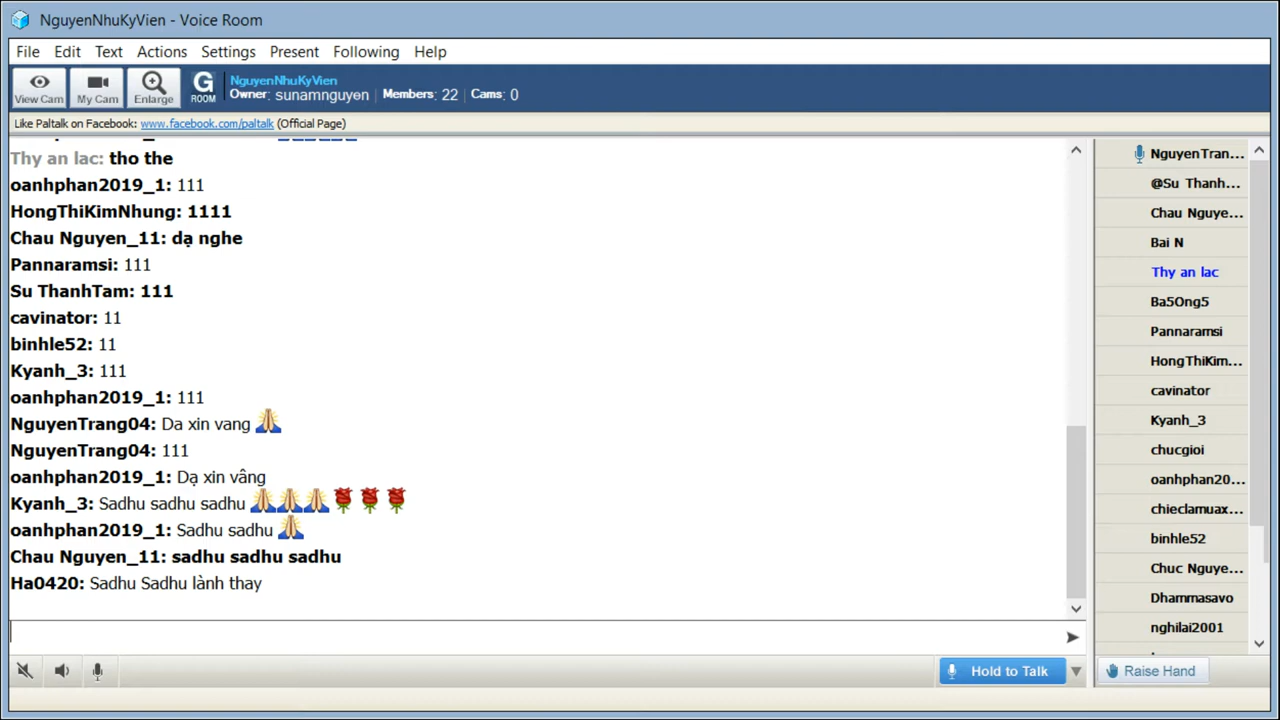 NguyenNhuKyVien - Voice Room
File Edit Text Actions Settings Present Following Help
View Cam
My Cam
Enlarge
G ROOM
NguyenNhuKyVien
Owner: sunamnguyen Members: 22 Cams: 0
Like Paltalk on Facebook: www.facebook.com/paltalk (Official Page)
Thy an lac: tho the
oanhphan2019_1: 111
HongThiKimNhung: 1111
Chau Nguyen_11: dạ nghe
Pannaramsi: 111
Su ThanhTam: 111
cavinator: 11
binhle52: 11
Kyanh_3: 111
oanhphan2019_1: 111
NguyenTrang04: Da xin vang 🙏
NguyenTrang04: 111
oanhphan2019_1: Dạ xin vâng
Kyanh_3: Sadhu sadhu sadhu 🙏🙏🙏🌹🌹🌹
oanhphan2019_1: Sadhu sadhu 🙏
Chau Nguyen_11: sadhu sadhu sadhu
Ha0420: Sadhu Sadhu lành thay
NguyenTran...
@Su Thanh...
Chau Nguye...
Bai N
Thy an lac
Ba5Ong5
Pannaramsi
HongThiKim...
cavinator
Kyanh_3
chucgioi
oanhphan20...
chieclamuax...
binhle52
Chuc Nguye...
Dhammasavo
nghilai2001
Hold to Talk
Raise Hand